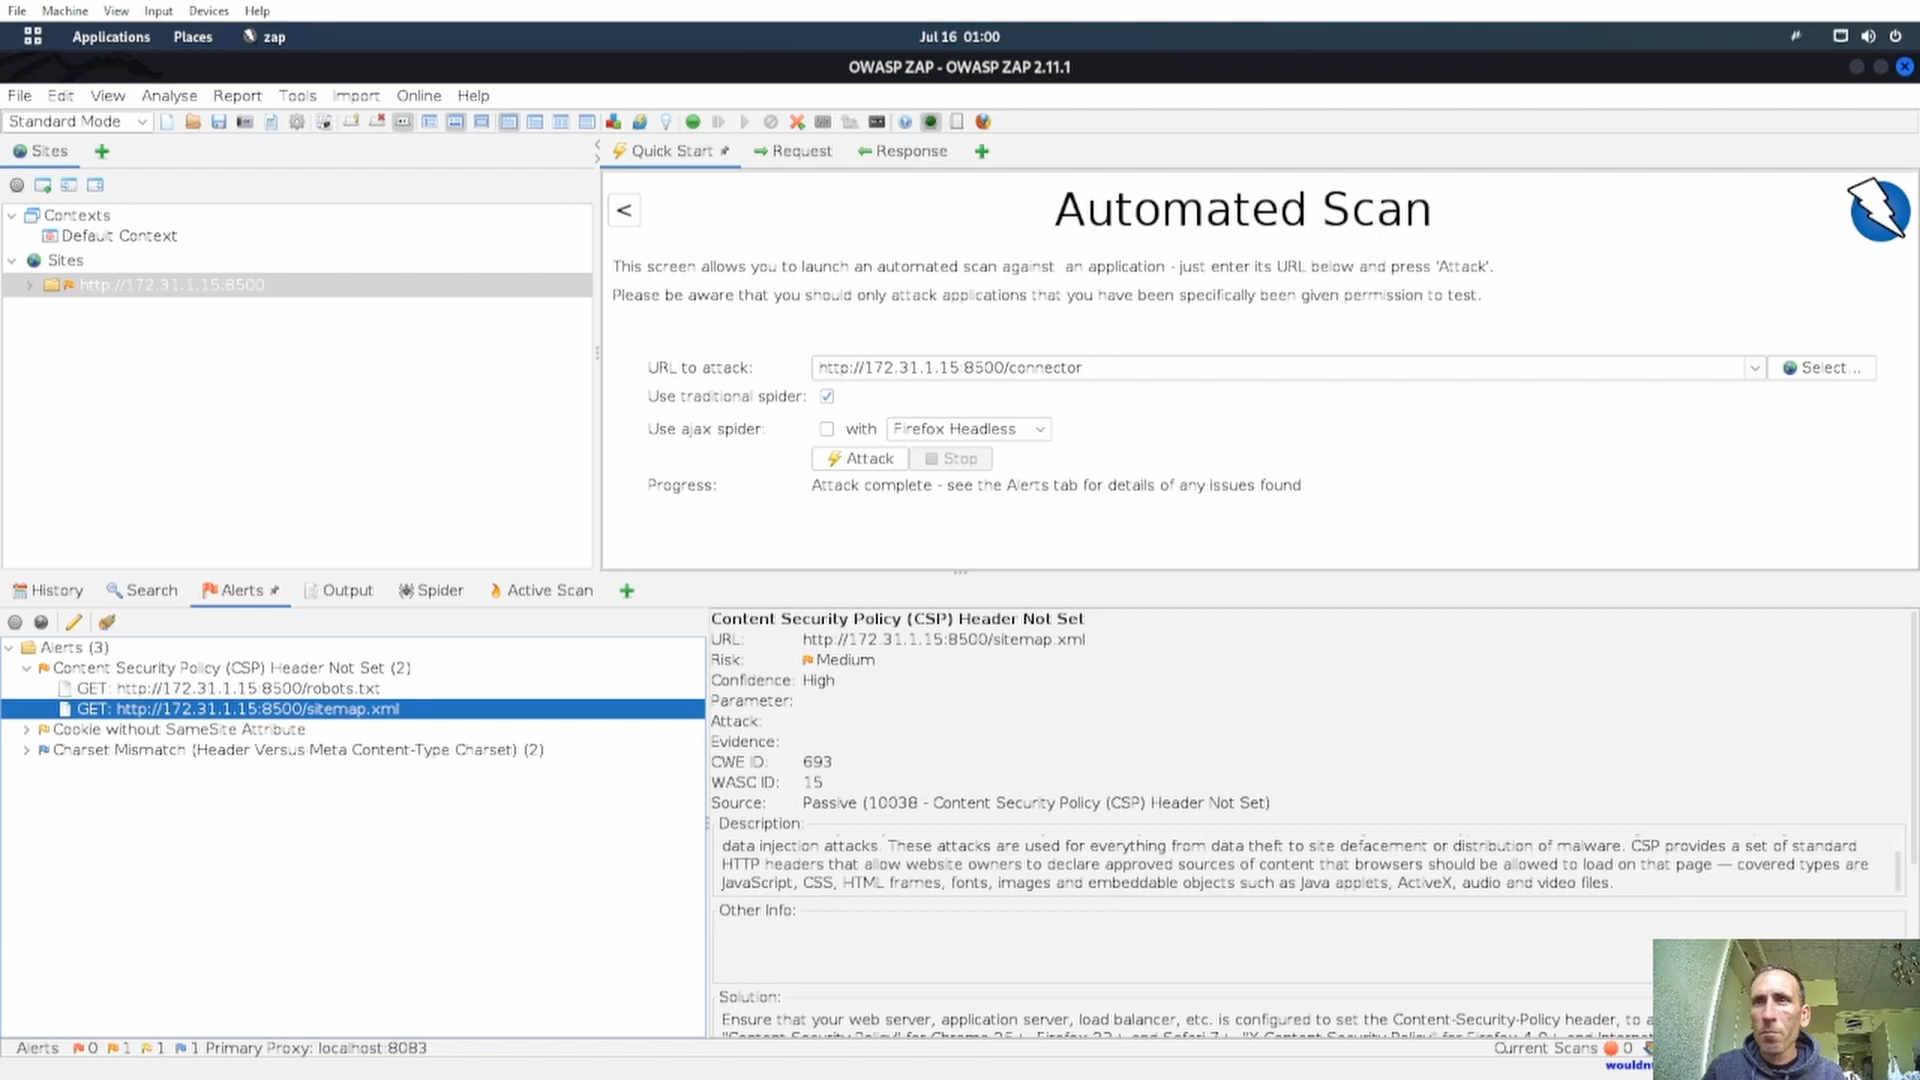 File Machine View Input Devices Help
Applications Places zap Jul 16 01:00
OWASP ZAP - OWASP ZAP 2.11.1
File Edit View Analyse Report Tools Import Online Help
Standard Mode
Sites
Quick Start Request Response
Contexts
Default Context
Sites
http://172.31.1.15:8500
<
Automated Scan
This screen allows you to launch an automated scan against an application - just enter its URL below and press 'Attack'.
Please be aware that you should only attack applications that you have been specifically been given permission to test.
URL to attack: http://172.31.1.15:8500/connector Select...
Use traditional spider:
Use ajax spider: with Firefox Headless
Attack Stop
Progress: Attack complete - see the Alerts tab for details of any issues found
History Search Alerts Output Spider Active Scan
Alerts (3)
Content Security Policy (CSP) Header Not Set (2)
GET: http://172.31.1.15:8500/robots.txt
GET: http://172.31.1.15:8500/sitemap.xml
Cookie without SameSite Attribute
Charset Mismatch (Header Versus Meta Content-Type Charset) (2)
Content Security Policy (CSP) Header Not Set
URL: http://172.31.1.15:8500/sitemap.xml
Risk: Medium
Confidence: High
Parameter:
Attack:
Evidence:
CWE ID: 693
WASC ID: 15
Source: Passive (10038 - Content Security Policy (CSP) Header Not Set)
Description:
data injection attacks. These attacks are used for everything from data theft to site defacement or distribution of malware. CSP provides a set of standard
HTTP headers that allow website owners to declare approved sources of content that browsers should be allowed to load on that page — covered types are
JavaScript, CSS, HTML frames, fonts, images and embeddable objects such as Java applets, ActiveX, audio and video files.
Other Info:
Solution:
Ensure that your web server, application server, load balancer, etc. is configured to set the Content-Security-Policy header, to a
Alerts 0 1 1 1 Primary Proxy: localhost:8083
Current Scans 0